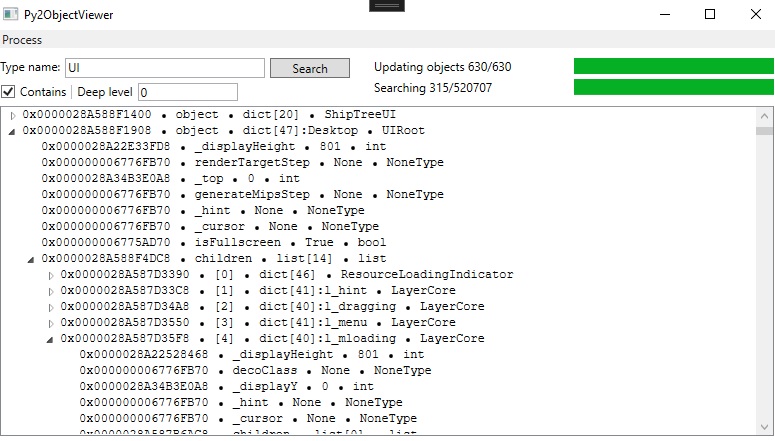 Py2ObjectViewer
Process
Type name: UI Search Updating objects 630/630
Contains Deep level 0 Searching 315/520707
0x0000028A588F1400 • object • dict[20] • ShipTreeUI
0x0000028A588F1908 • object • dict[47]:Desktop • UIRoot
0x0000028A22E33FD8 • _displayHeight • 801 • int
0x000000006776FB70 • renderTargetStep • None • NoneType
0x0000028A34B3E0A8 • _top • 0 • int
0x000000006776FB70 • generateMipsStep • None • NoneType
0x000000006776FB70 • _hint • None • NoneType
0x000000006776FB70 • _cursor • None • NoneType
0x000000006775AD70 • isFullscreen • True • bool
0x0000028A588F4DC8 • children • list[14] • list
0x0000028A587D3390 • [0] • dict[46] • ResourceLoadingIndicator
0x0000028A587D33C8 • [1] • dict[41]:l_hint • LayerCore
0x0000028A587D34A8 • [2] • dict[40]:l_dragging • LayerCore
0x0000028A587D3550 • [3] • dict[41]:l_menu • LayerCore
0x0000028A587D35F8 • [4] • dict[40]:l_mloading • LayerCore
0x0000028A22528468 • _displayHeight • 801 • int
0x000000006776FB70 • decoClass • None • NoneType
0x0000028A34B3E0A8 • _displayY • 0 • int
0x000000006776FB70 • _hint • None • NoneType
0x000000006776FB70 • _cursor • None • NoneType
0x0000028A587B6AC8 • children • list[0] • list